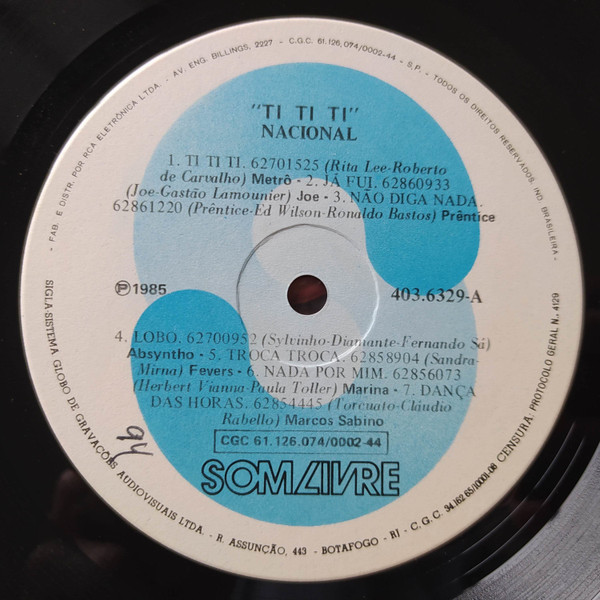 - FAB. E DISTR. POR RCA ELETRÔNICA LTDA. - AV. ENG. BILLINGS, 2227 - C.G.C. 61.126.074/0002-44 - S.P. - TODOS OS DIREITOS RESERVADOS. IND. BRASILEIRA -
"TI TI TI"
NACIONAL
1. TI TI TI. 62701525 (Rita Lee-Roberto
de Carvalho) Metrô • 2. JÁ FUI. 62860933
(Joe-Gastão Lamounier) Joe • 3. NÃO DIGA NADA.
62861220 (Prêntice-Ed Wilson-Ronaldo Bastos) Prêntice
℗1985
403.6329-A
4. LOBO. 62700952 (Sylvinho-Diamante-Fernando Sá)
Absyntho • 5. TROCA TROCA. 62858904 (Sandra-
Mirna) Fevers • 6. NADA POR MIM. 62856073
(Herbert Vianna-Paula Toller) Marina • 7. DANÇA
DAS HORAS. 62854445 (Torcuato-Cláudio
Rabello) Marcos Sabino
CGC 61.126.074/0002-44
SOM LIVRE
SIGLA-SISTEMA GLOBO DE GRAVAÇÕES AUDIOVISUAIS LTDA. - R. ASSUNÇÃO, 443 - BOTAFOGO - RJ - C.G.C. 34.162.651/0001-08 CENSURA: PROTOCOLO GERAL N.. 4129